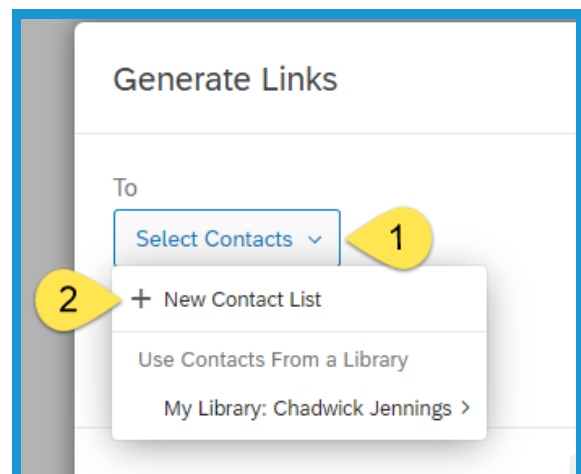 Generate Links
To
Select Contacts
1
2
+ New Contact List
Use Contacts From a Library
My Library: Chadwick Jennings >